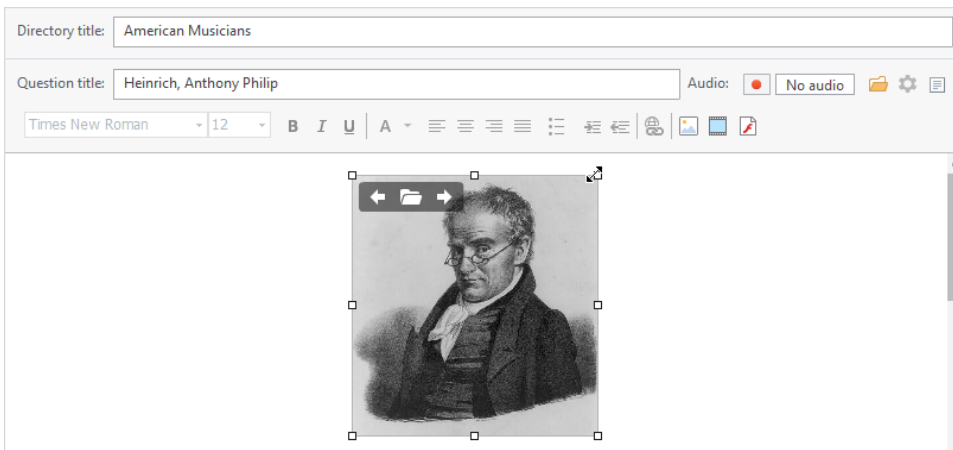 Directory title: American Musicians
Question title: Heinrich, Anthony Philip Audio: No audio
Times New Roman 12 B I U A